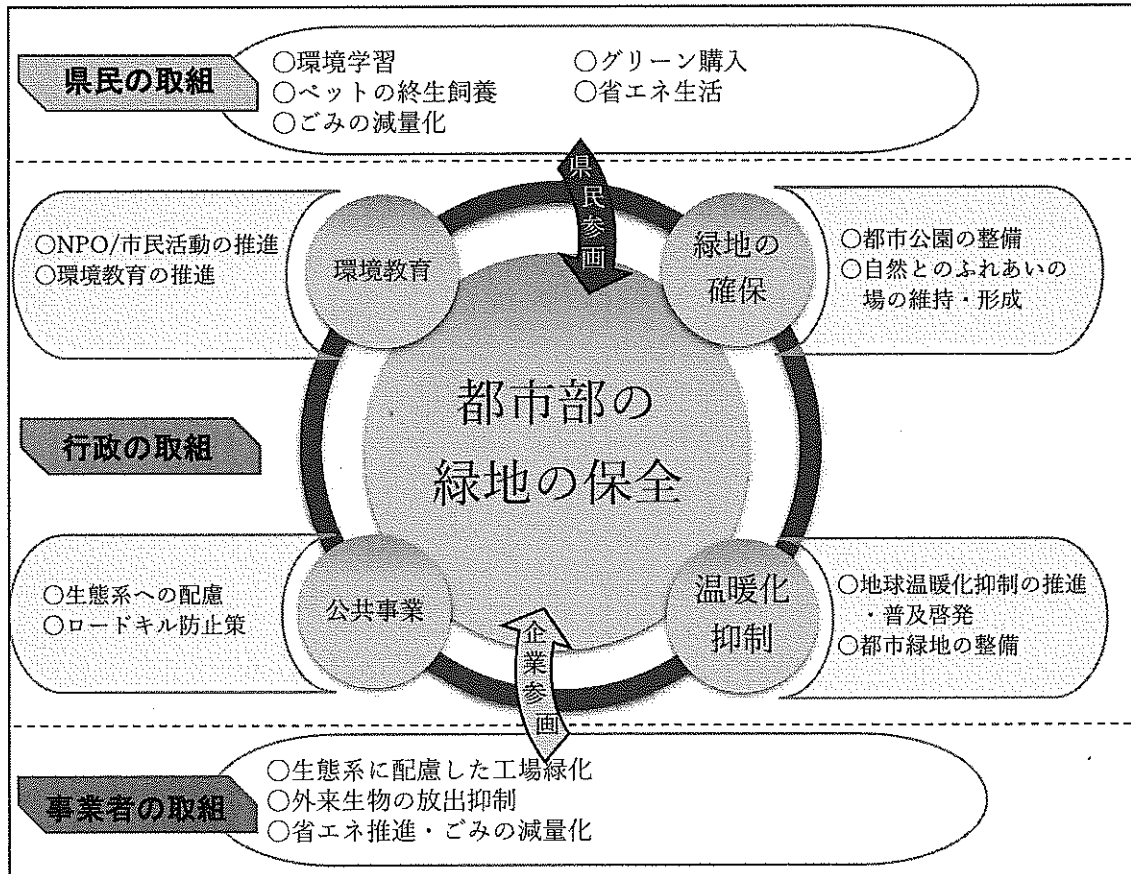 県民の取組
○環境学習
○ペットの終生飼養
○ごみの減量化
○グリーン購入
○省エネ生活
県民参画
○NPO/市民活動の推進
○環境教育の推進
環境教育
緑地の
確保
○都市公園の整備
○自然とのふれあいの
場の維持・形成
行政の取組
都市部の
緑地の保全
○生態系への配慮
○ロードキル防止策
公共事業
温暖化
抑制
○地球温暖化抑制の推進
・普及啓発
○都市緑地の整備
企業参画
事業者の取組
○生態系に配慮した工場緑化
○外来生物の放出抑制
○省エネ推進・ごみの減量化